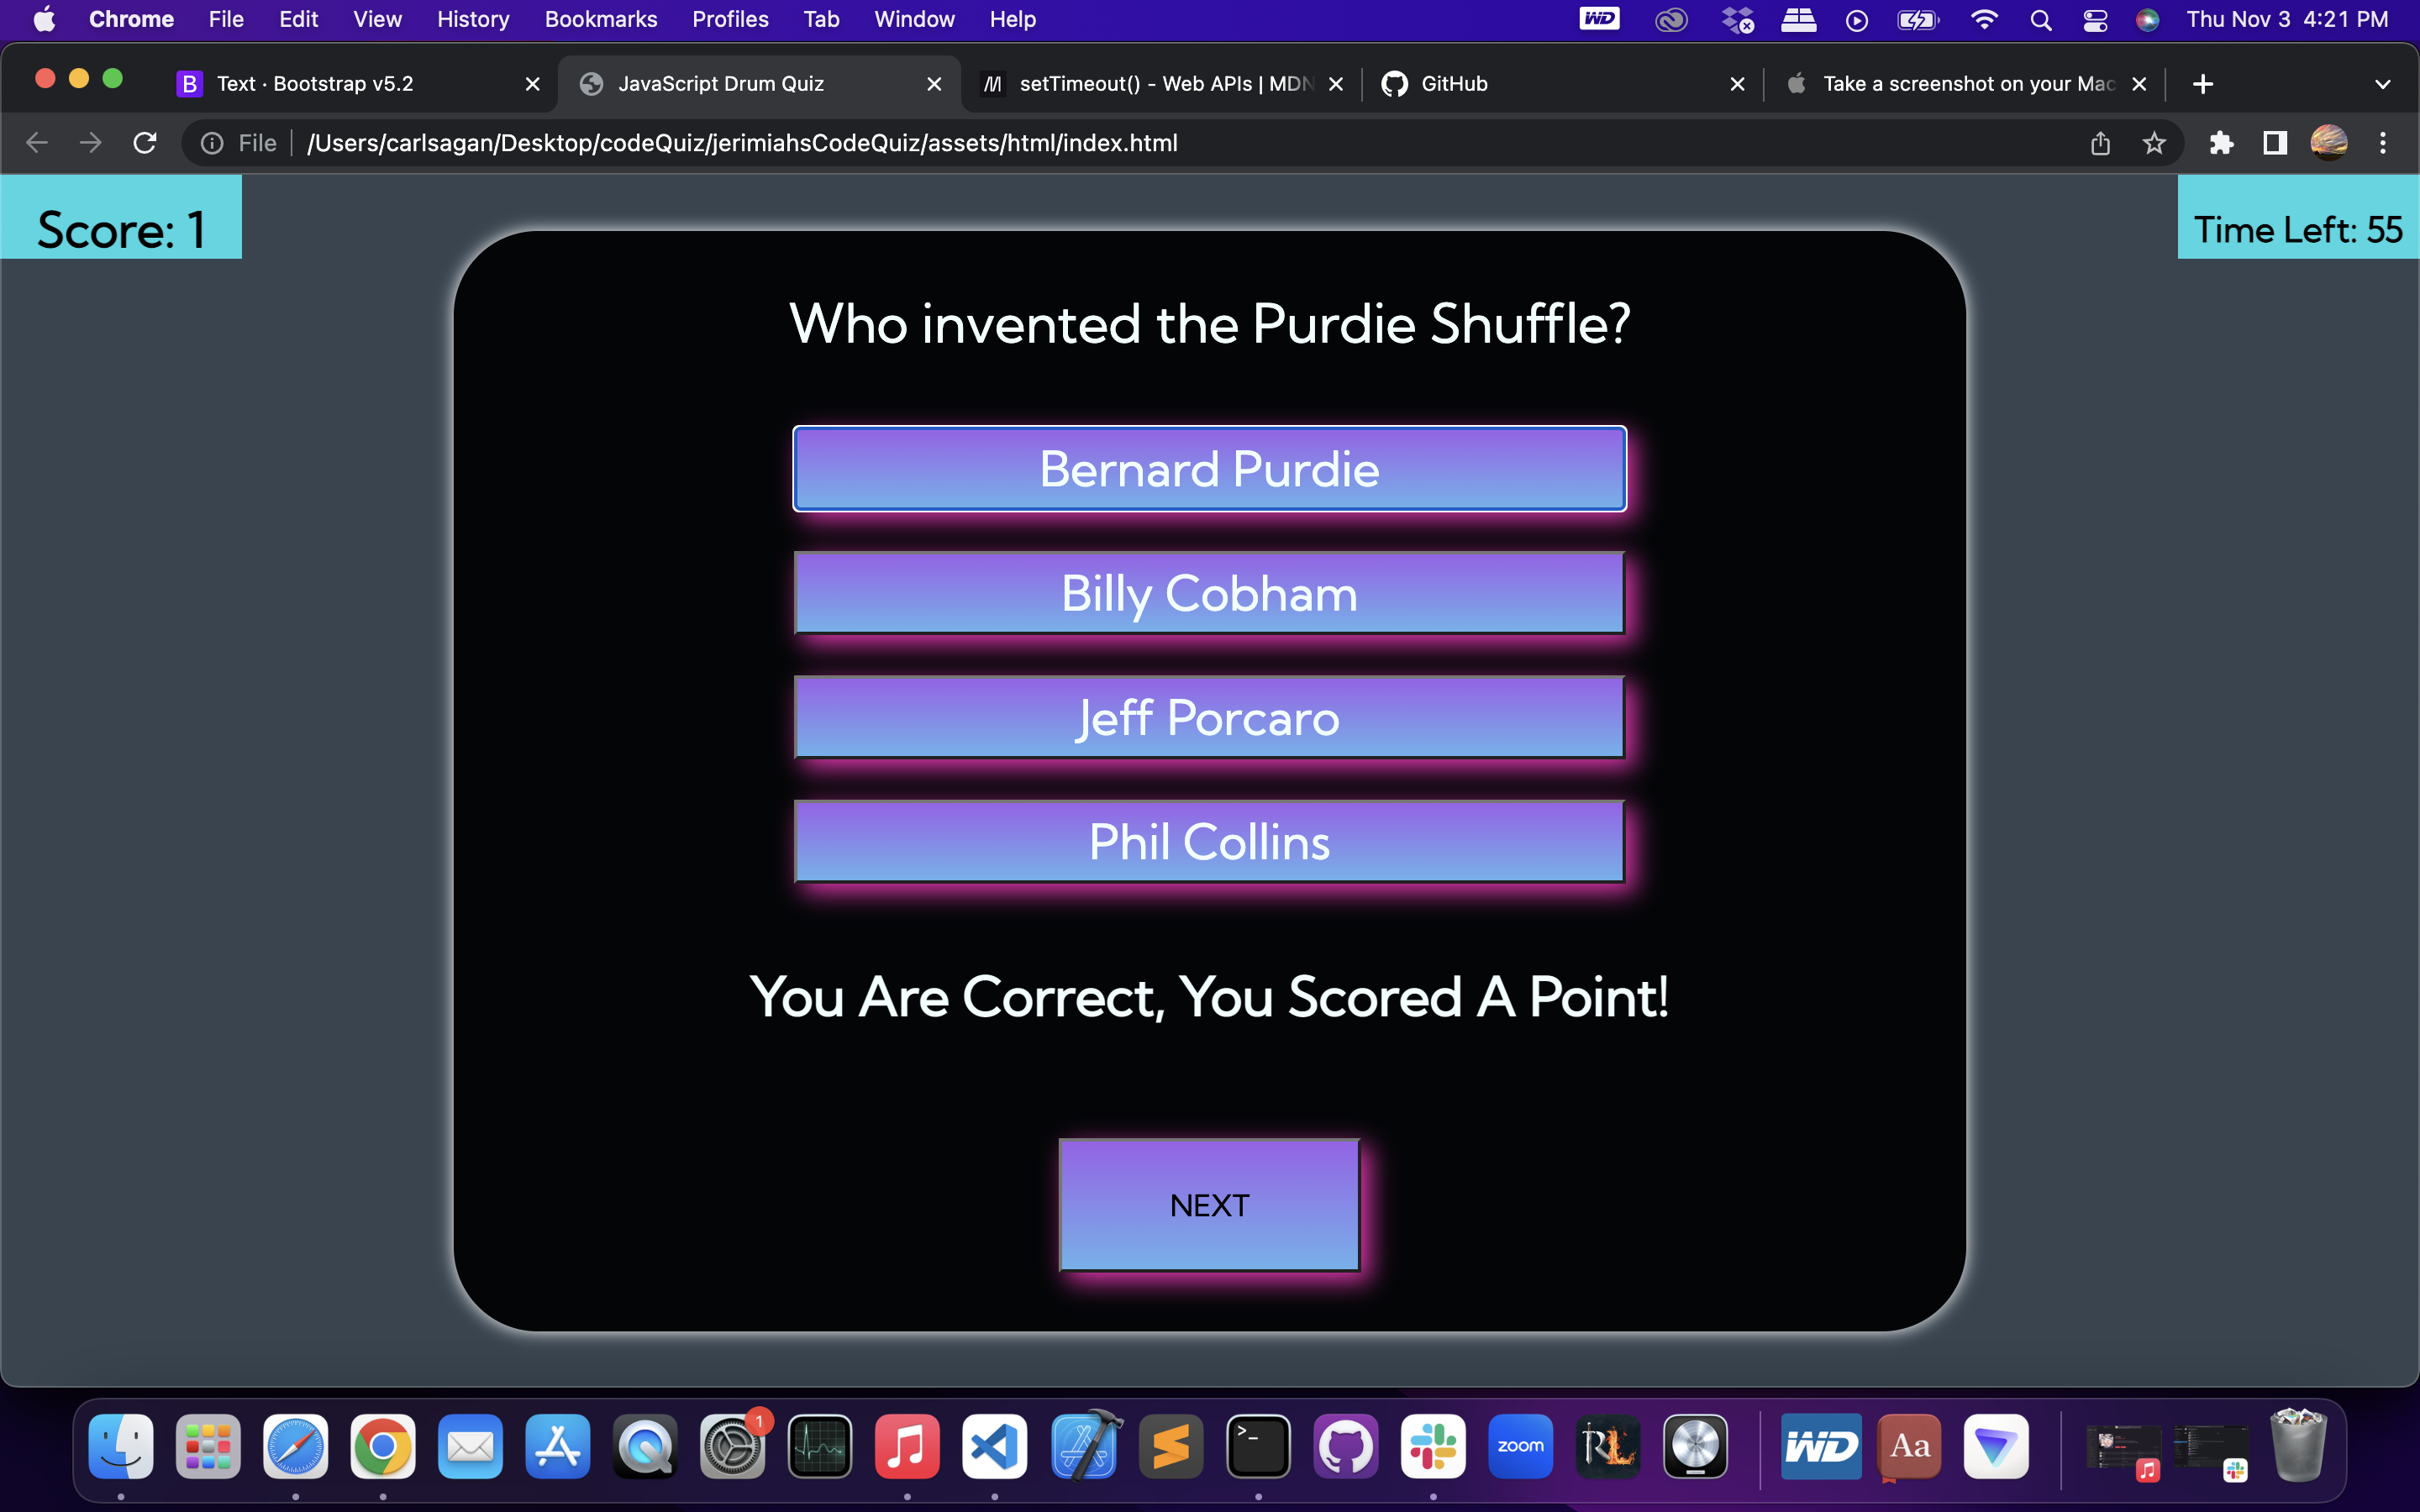 Chrome File Edit View History Bookmarks Profiles Tab Window Help WD Thu Nov 3 4:21 PM
B Text · Bootstrap v5.2 JavaScript Drum Quiz setTimeout() - Web APIs | MDN GitHub Take a screenshot on your Mac
File /Users/carlsagan/Desktop/codeQuiz/jerimiahsCodeQuiz/assets/html/index.html
Score: 1
Time Left: 55
Who invented the Purdie Shuffle?
Bernard Purdie
Billy Cobham
Jeff Porcaro
Phil Collins
You Are Correct, You Scored A Point!
NEXT
1
>_
zoom
RL
WD
Aa